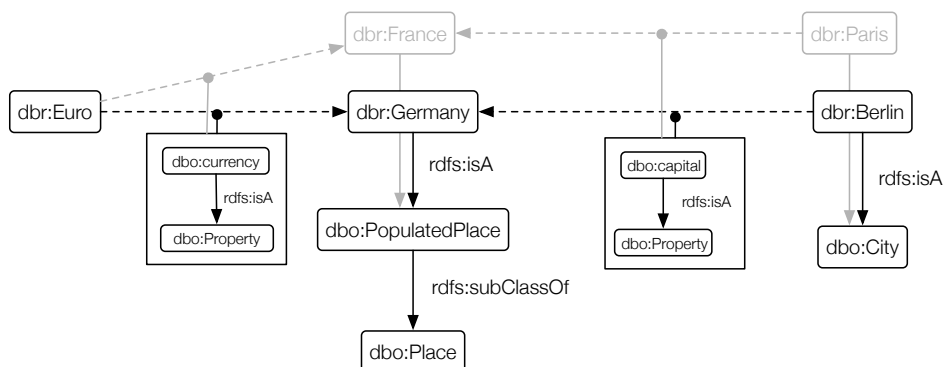 dbr:France
dbr:Paris
dbr:Euro
dbr:Germany
dbr:Berlin
dbo:currency
rdfs:isA
dbo:Property
rdfs:isA
dbo:capital
rdfs:isA
dbo:Property
rdfs:isA
dbo:PopulatedPlace
dbo:City
rdfs:subClassOf
dbo:Place